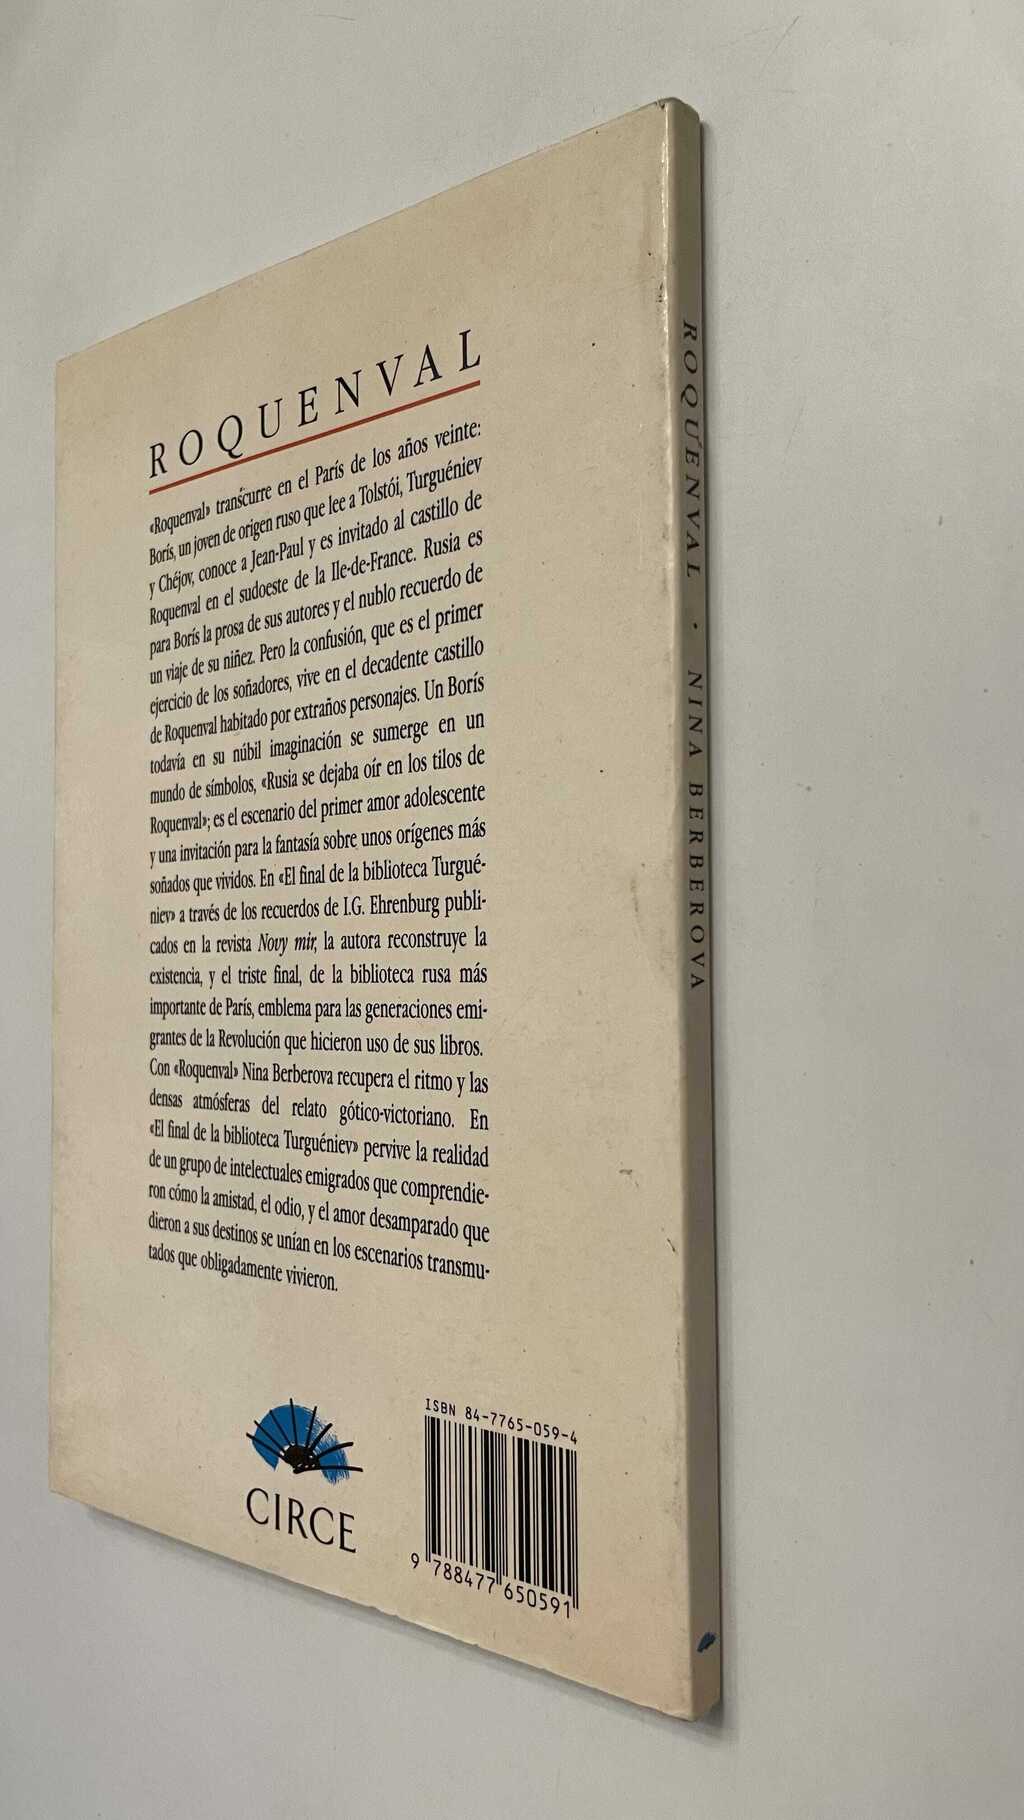 ROQUENVAL
«Roquenval» transcurre en el París de los años veinte:
Borís, un joven de origen ruso que lee a Tolstói, Turguéniev
y Chéjov, conoce a Jean-Paul y es invitado al castillo de
Roquenval en el sudoeste de la Ile-de-France. Rusia es
para Borís la prosa de sus autores y el nublo recuerdo de
un viaje de su niñez. Pero la confusión, que es el primer
ejercicio de los soñadores, vive en el decadente castillo
de Roquenval habitado por extraños personajes. Un Borís
todavía en su núbil imaginación se sumerge en un
mundo de símbolos, «Rusia se dejaba oír en los tilos de
Roquenval»; es el escenario del primer amor adolescente
y una invitación para la fantasía sobre unos orígenes más
soñados que vividos. En «El final de la biblioteca Turgué-
niev» a través de los recuerdos de I.G. Ehrenburg publi-
cados en la revista Novy mir, la autora reconstruye la
existencia, y el triste final, de la biblioteca rusa más
importante de París, emblema para las generaciones emi-
grantes de la Revolución que hicieron uso de sus libros.
Con «Roquenval» Nina Berberova recupera el ritmo y las
densas atmósferas del relato gótico-victoriano. En
«El final de la biblioteca Turguéniev» pervive la realidad
de un grupo de intelectuales emigrados que comprendie-
ron cómo la amistad, el odio, y el amor desamparado que
dieron a sus destinos se unían en los escenarios transmu-
tados que obligadamente vivieron.
CIRCE
ISBN 84-7765-059-4
9 788477 650591
ROQUENVAL · NINA BERBEROVA